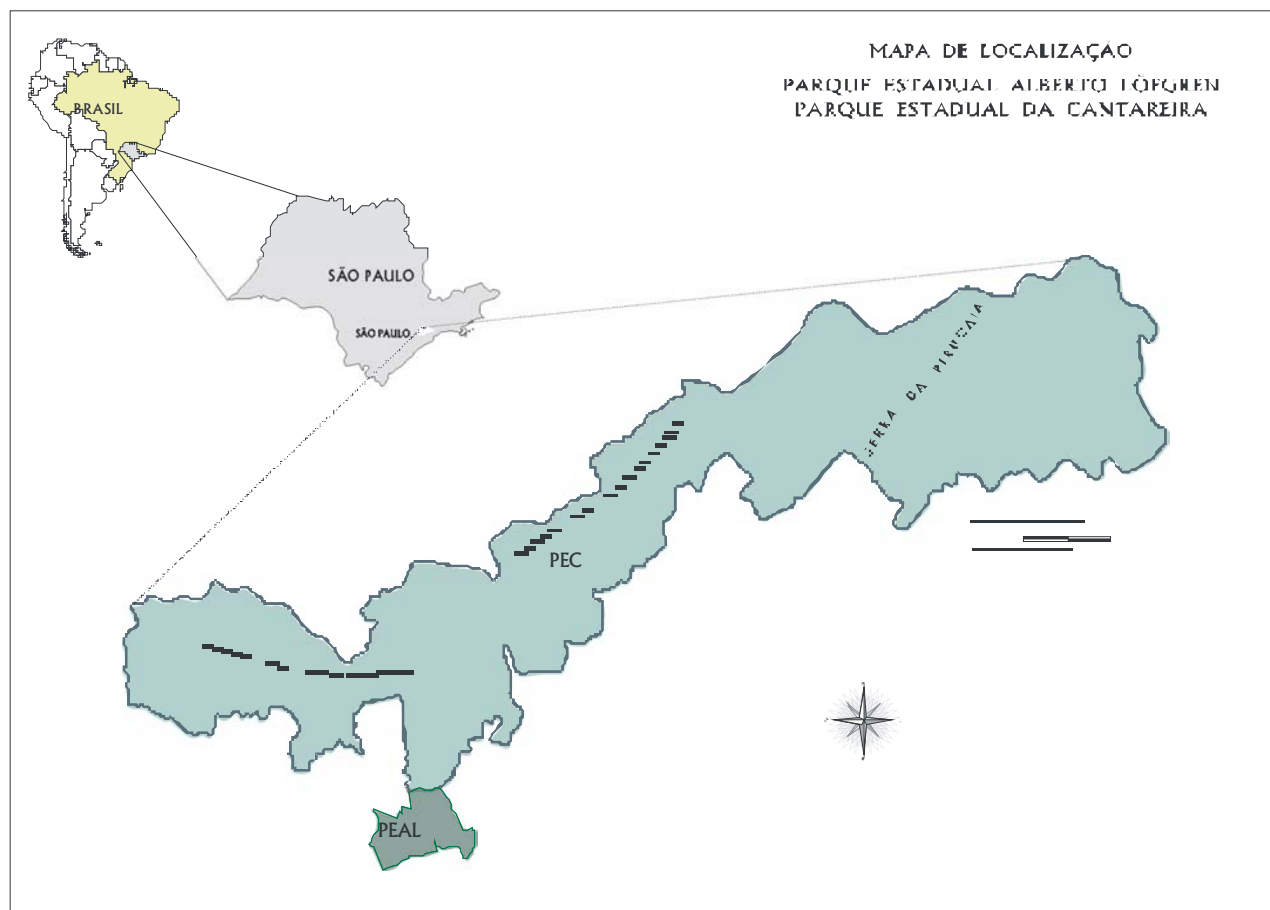 MAPA DE LOCALIZAÇÃO
PARQUE ESTADUAL ALBERTO LÖFGREN
PARQUE ESTADUAL DA CANTAREIRA
BRASIL
SÃO PAULO
SÃO PAULO
SERRA DA PIRUCAIA
PEC
PEAL